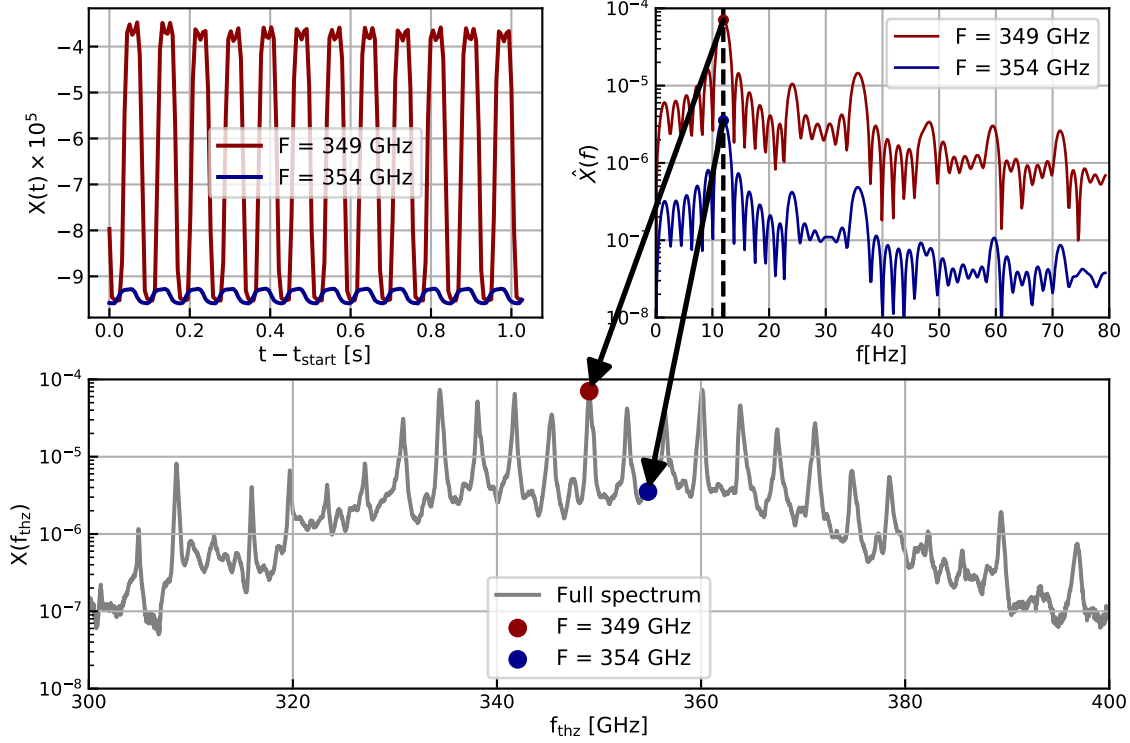 X(t) × 10⁵
−4
−5
−6
−7
−8
−9
F = 349 GHz
F = 354 GHz
0.0 0.2 0.4 0.6 0.8 1.0
t − t_start [s]
X̂(f)
10⁻⁴
10⁻⁵
10⁻⁶
10⁻⁷
10⁻⁸
F = 349 GHz
F = 354 GHz
0 10 20 30 40 50 60 70 80
f[Hz]
X(f_thz)
10⁻⁴
10⁻⁵
10⁻⁶
10⁻⁷
10⁻⁸
Full spectrum
F = 349 GHz
F = 354 GHz
300 320 340 360 380 400
f_thz [GHz]